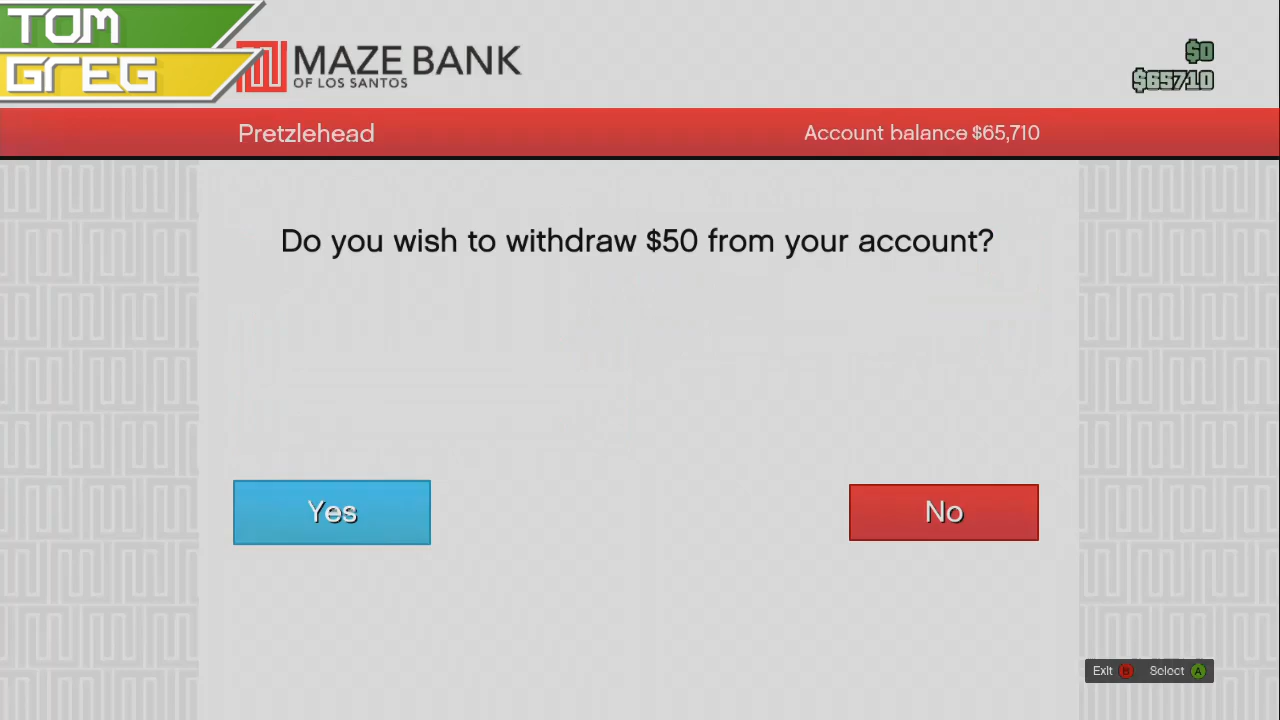 TOM
GREG
MAZE BANK
OF LOS SANTOS
$0
$65710
Pretzlehead
Account balance $65,710
Do you wish to withdraw $50 from your account?
Yes
No
Exit B Select A